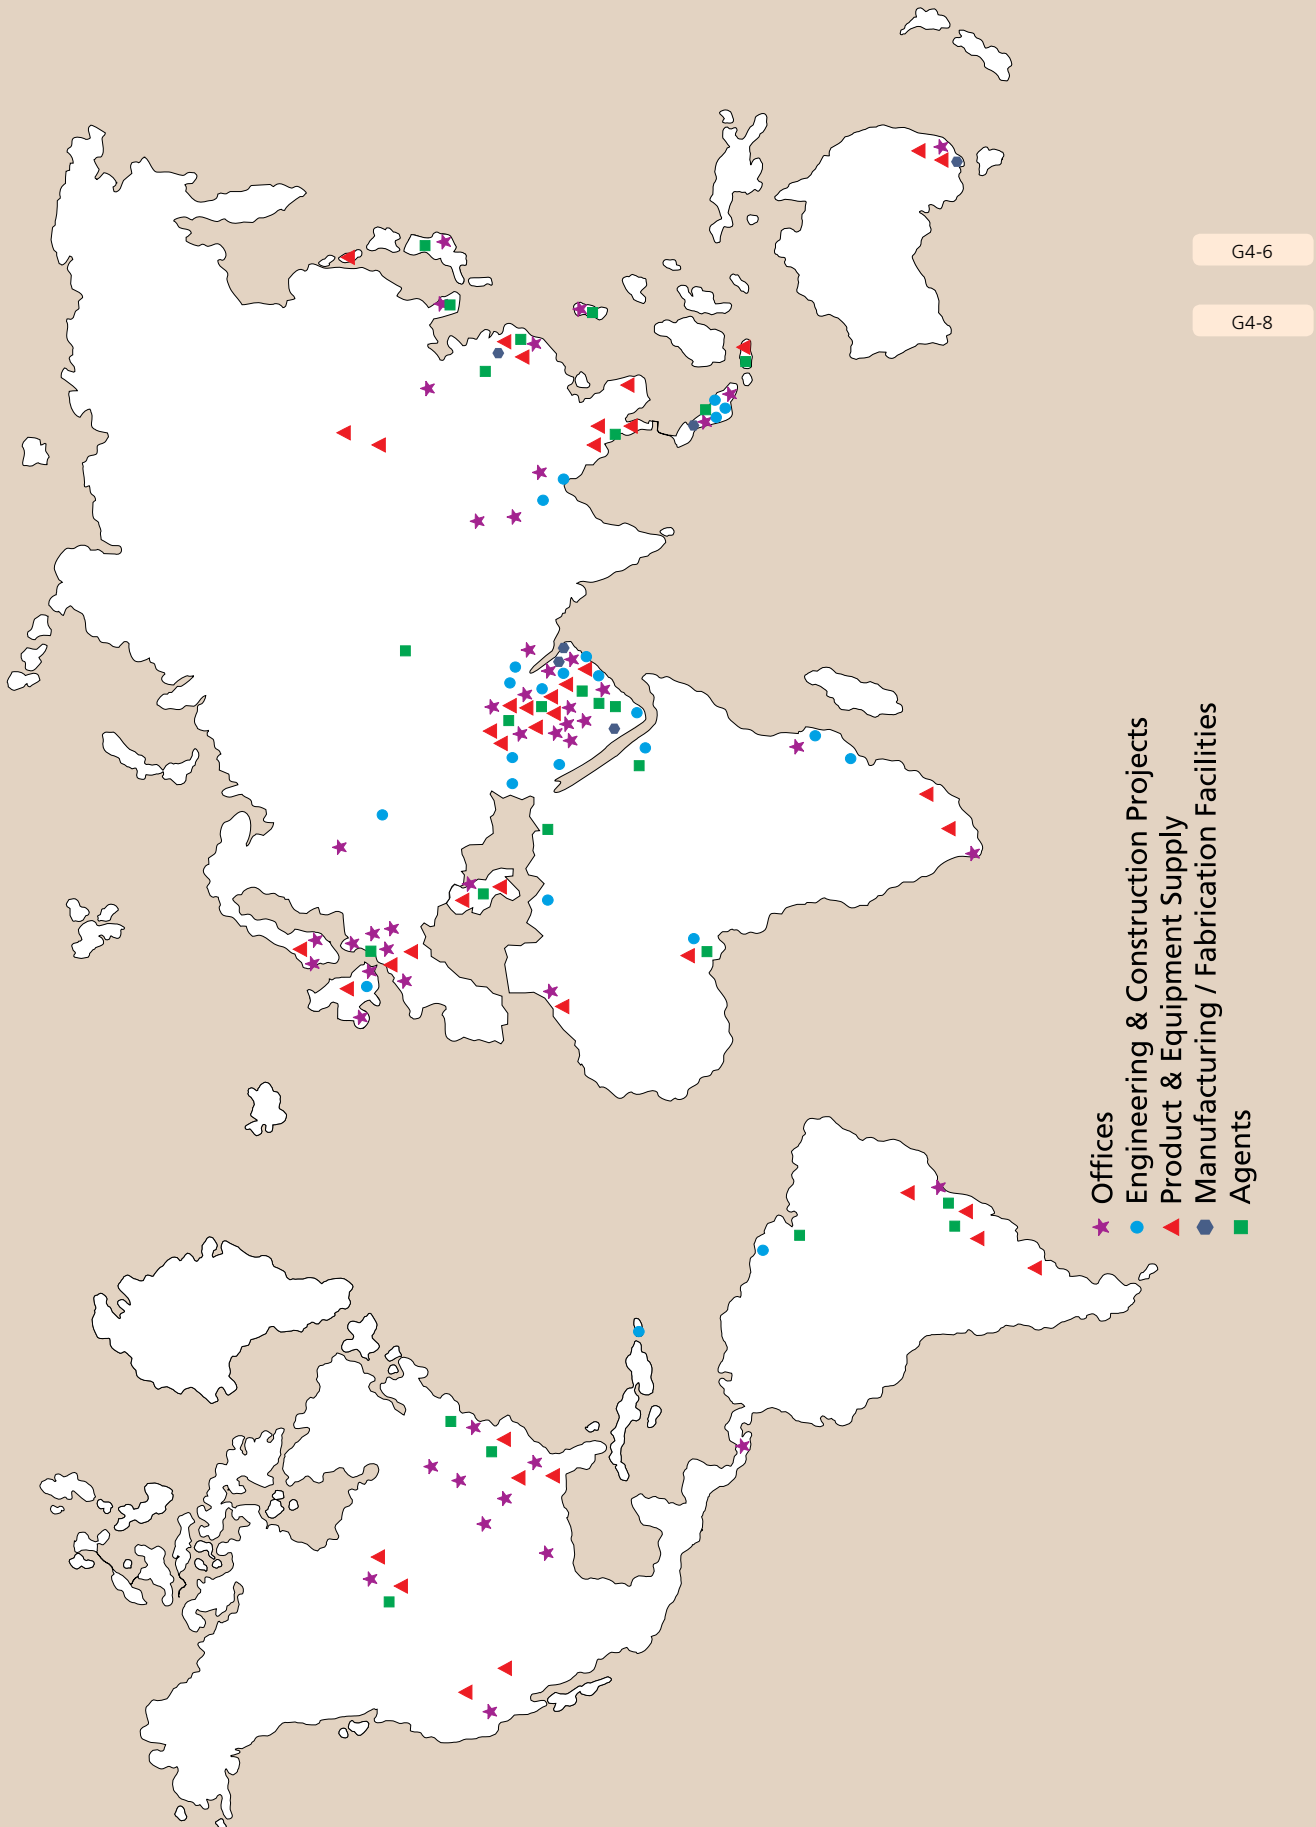 G4-6
G4-8
Offices
Engineering & Construction Projects
Product & Equipment Supply
Manufacturing / Fabrication Facilities
Agents